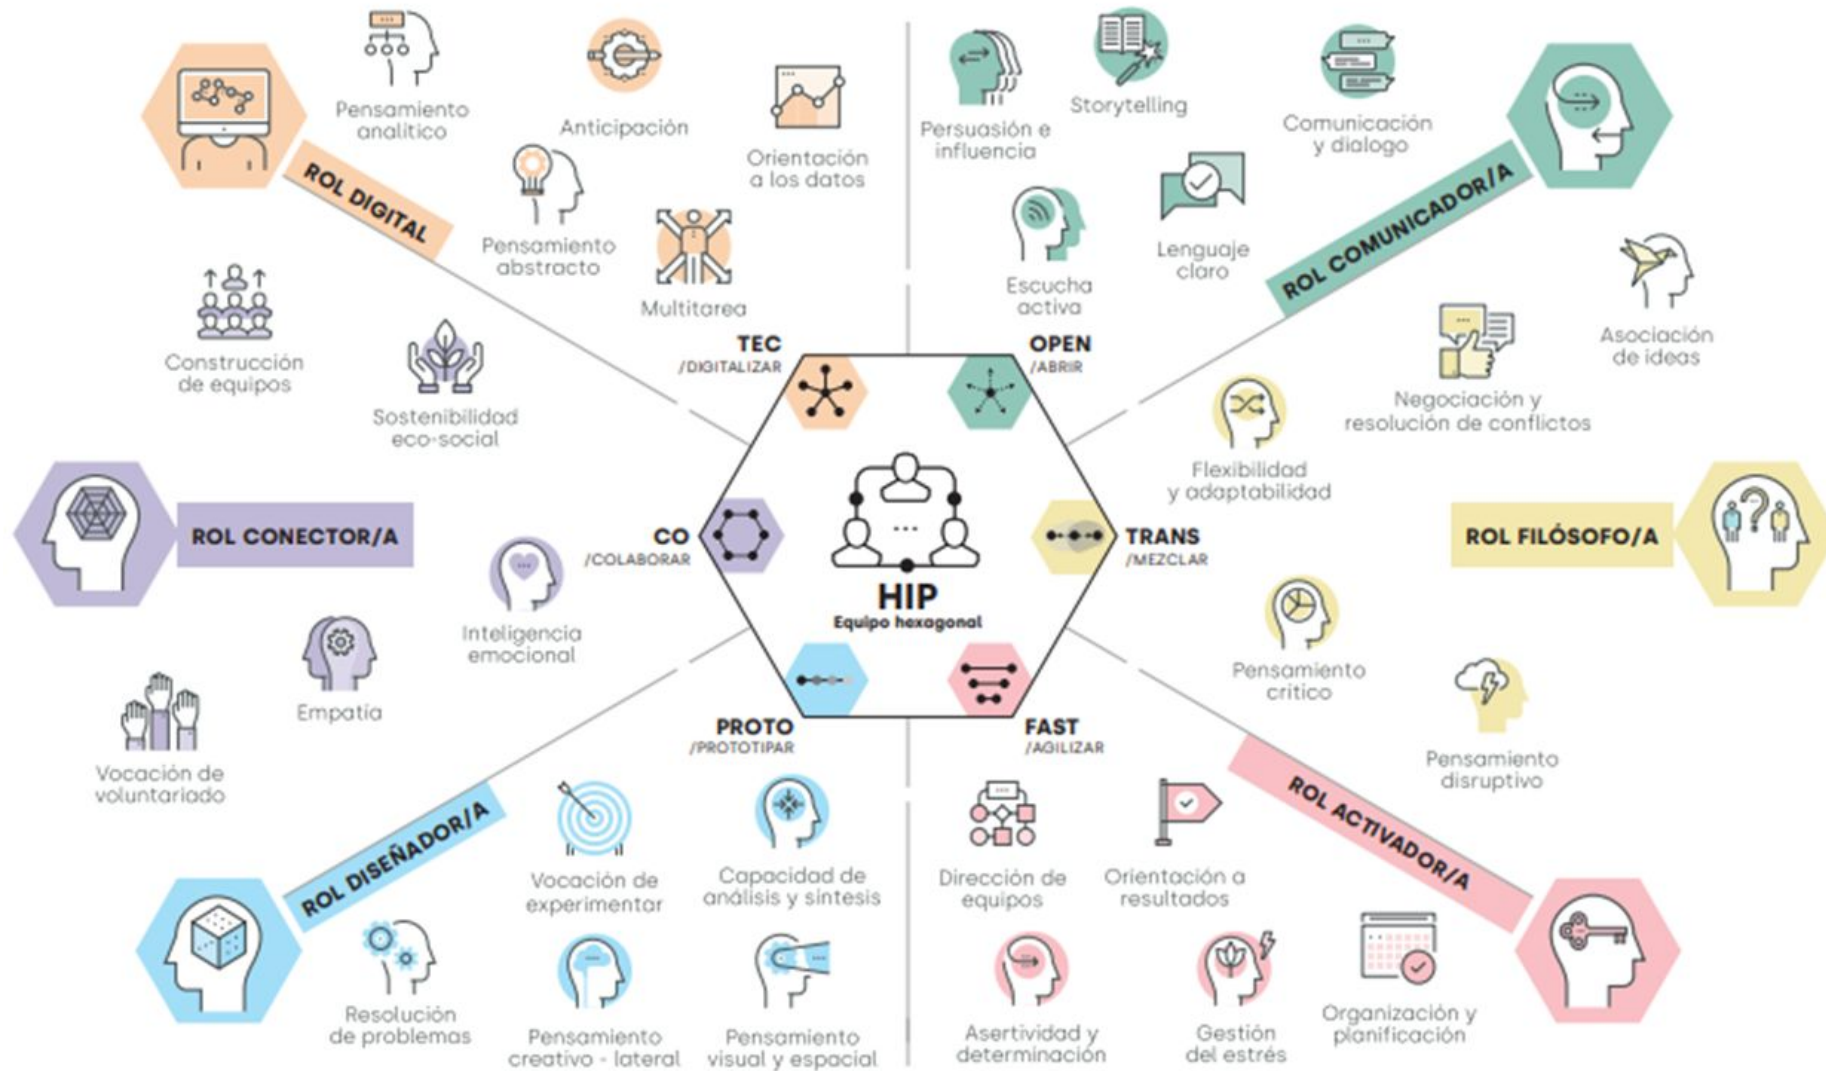 Pensamiento
analítico
Anticipación
Orientación
a los datos
Pensamiento
abstracto
Multitarea
ROL DIGITAL
TEC
/DIGITALIZAR
Persuasión e
influencia
Storytelling
Comunicación
y dialogo
Escucha
activa
Lenguaje
claro
ROL COMUNICADOR/A
OPEN
/ABRIR
Construcción
de equipos
Sostenibilidad
eco-social
ROL CONECTOR/A
CO
/COLABORAR
Inteligencia
emocional
Empatía
Vocación de
voluntariado
HIP
Equipo hexagonal
Asociación
de ideas
Negociación y
resolución de conflictos
Flexibilidad
y adaptabilidad
TRANS
/MEZCLAR
ROL FILÓSOFO/A
Pensamiento
crítico
Pensamiento
disruptivo
PROTO
/PROTOTIPAR
ROL DISEÑADOR/A
Vocación de
experimentar
Capacidad de
análisis y síntesis
Resolución
de problemas
Pensamiento
creativo - lateral
Pensamiento
visual y espacial
FAST
/AGILIZAR
ROL ACTIVADOR/A
Dirección de
equipos
Orientación a
resultados
Asertividad y
determinación
Gestión
del estrés
Organización y
planificación